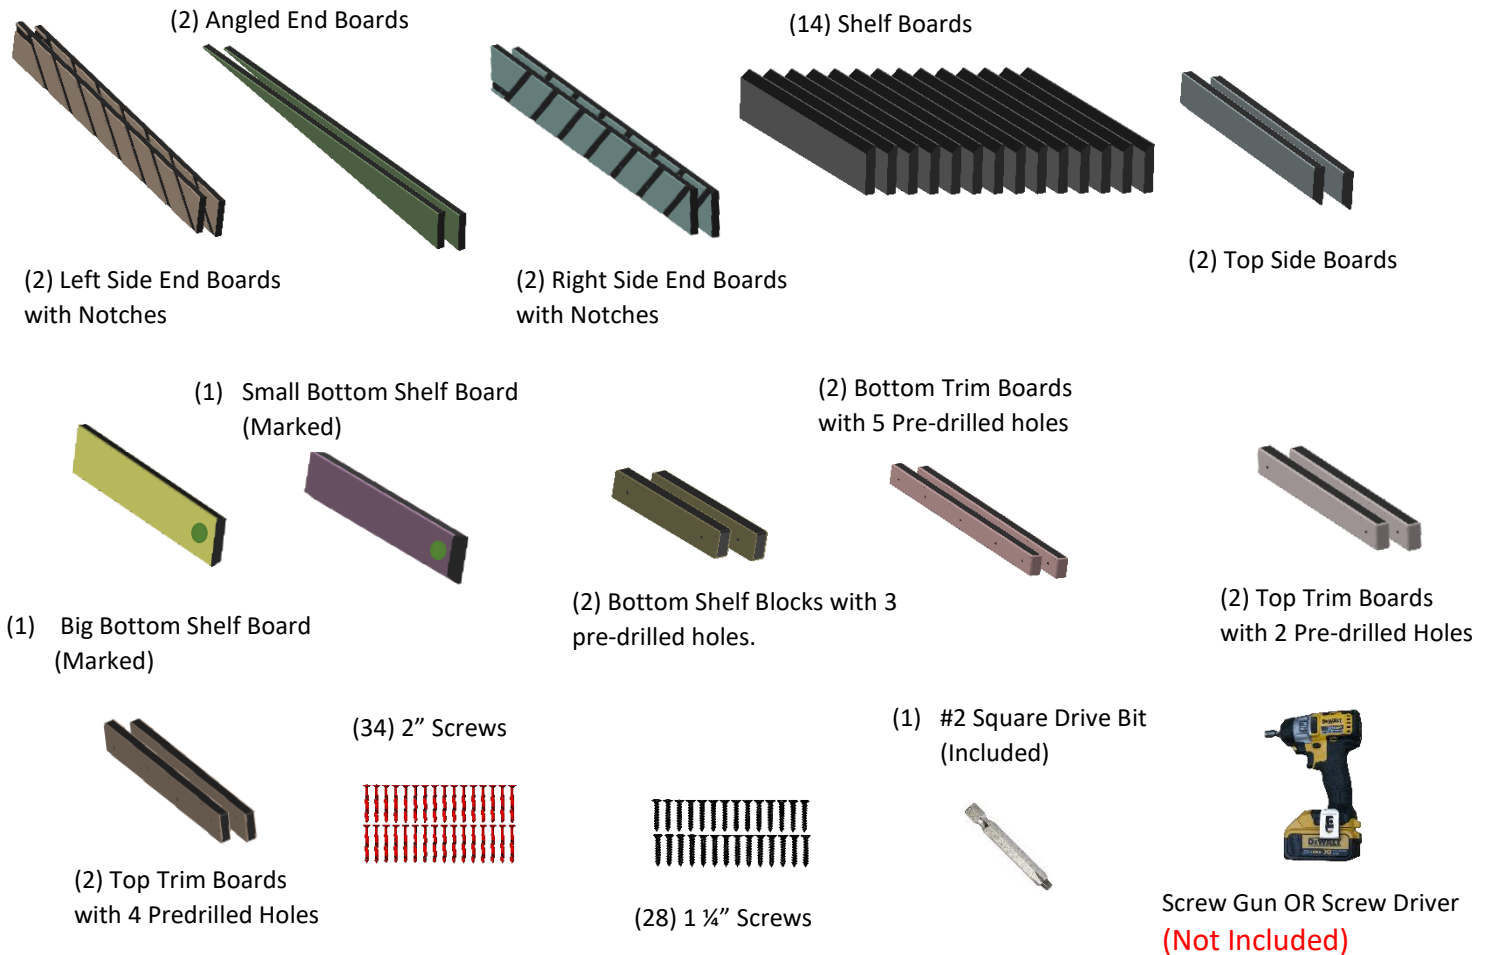 (2) Angled End Boards
(14) Shelf Boards
(2) Left Side End Boards
with Notches
(2) Right Side End Boards
with Notches
(2) Top Side Boards
(1) Small Bottom Shelf Board
(Marked)
(2) Bottom Trim Boards
with 5 Pre-drilled holes
(1) Big Bottom Shelf Board
(Marked)
(2) Bottom Shelf Blocks with 3
pre-drilled holes.
(2) Top Trim Boards
with 2 Pre-drilled Holes
(2) Top Trim Boards
with 4 Predrilled Holes
(34) 2” Screws
(28) 1 ¼” Screws
(1) #2 Square Drive Bit
(Included)
DEWALT
DEWALT
Screw Gun OR Screw Driver
(Not Included)